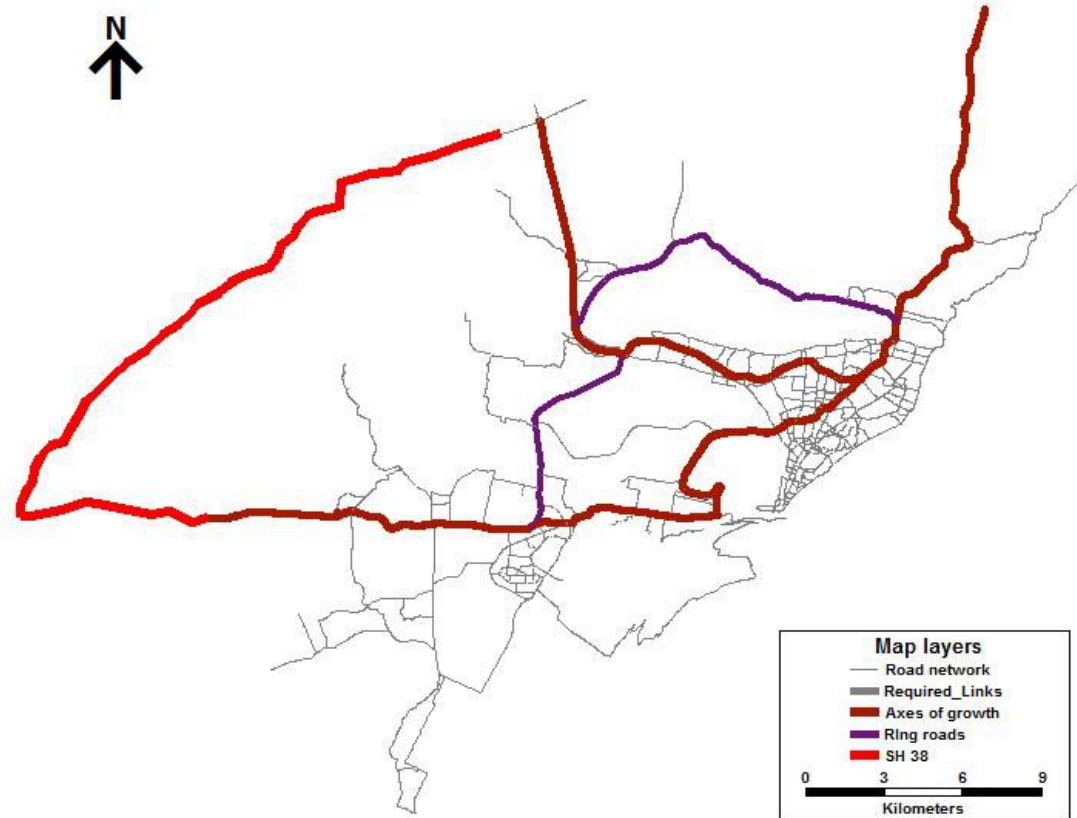 N
Map layers
Road network
Required_Links
Axes of growth
RIng roads
SH 38
0 3 6 9
Kilometers